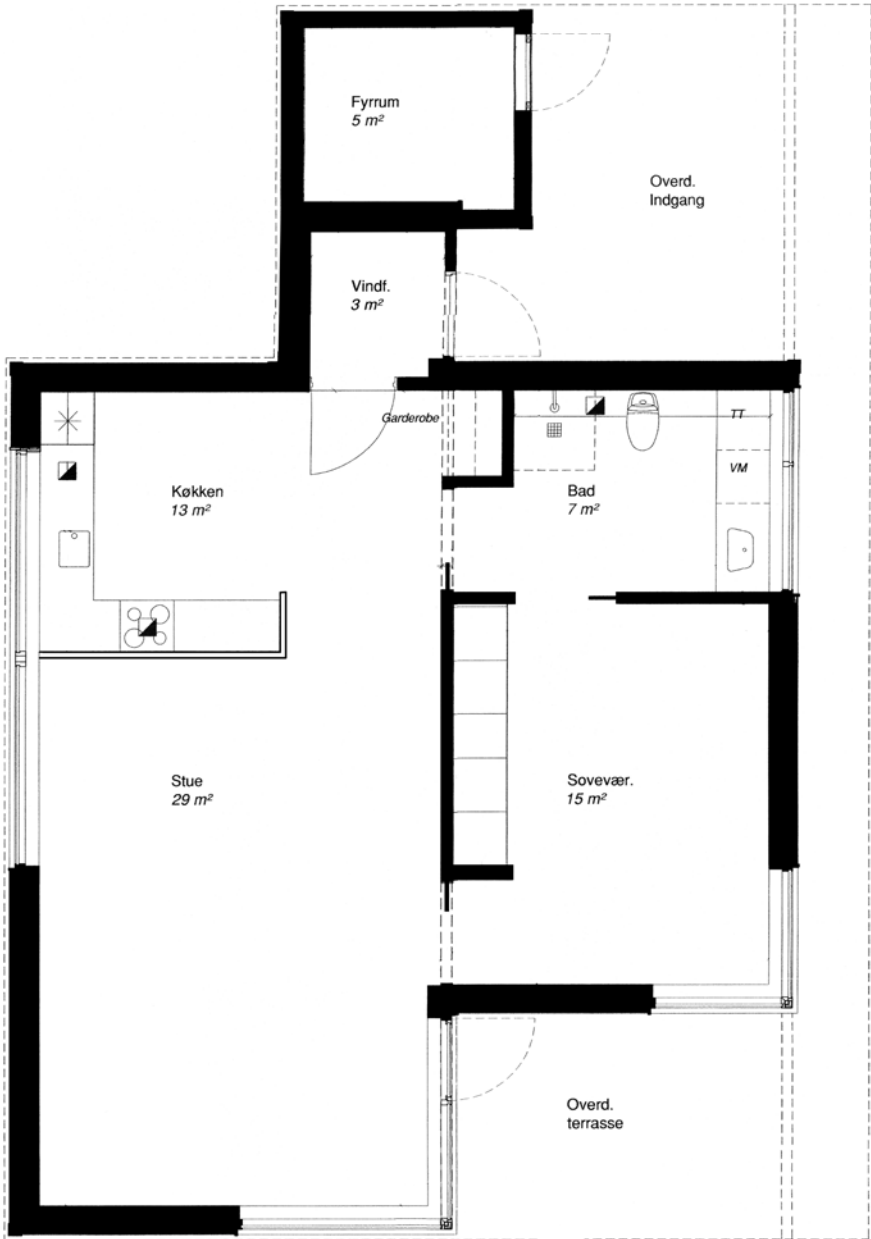 Fyrrum
5 m²
Overd.
Indgang
Vindf.
3 m²
Garderobe
TT
VM
Køkken
13 m²
Bad
7 m²
Stue
29 m²
Sovevær.
15 m²
Overd.
terrasse